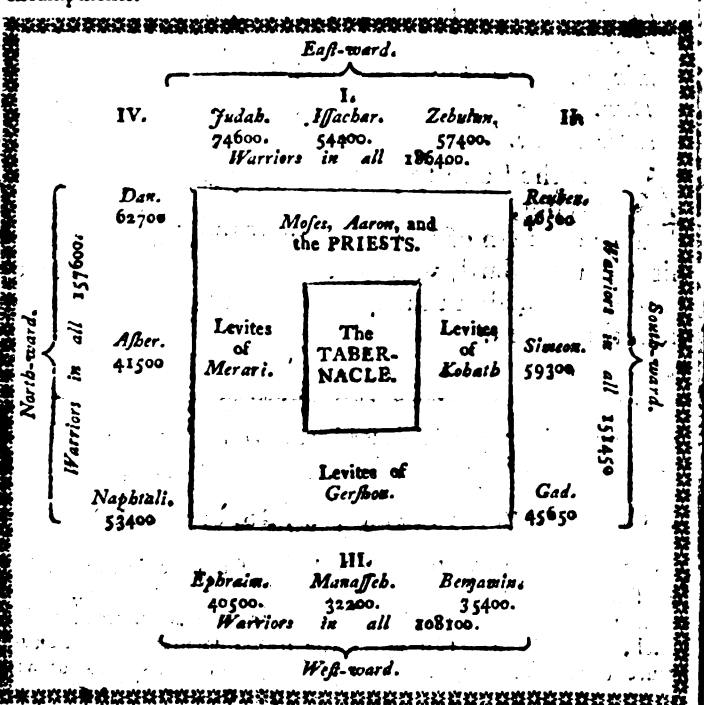 East-ward.
I.
IV. Judah. Issachar. Zebulun. II.
74600. 54400. 57400.
Warriors in all 186400.
Dan.
62700
Reuben.
46500
Moses, Aaron, and
the PRIESTS.
North-ward.
Warriors in all 157600.
Asher.
41500
Levites
of
Merari.
The
TABER-
NACLE.
Levites
of
Kohath
Simeon.
59300
Warriors in all 151450
South-ward.
Levites of
Gershon.
Naphtali.
53400
Gad.
45650
III.
Ephraim. Manasseh. Benjamin.
40500. 32200. 35400.
Warriors in all 108100.
West-ward.